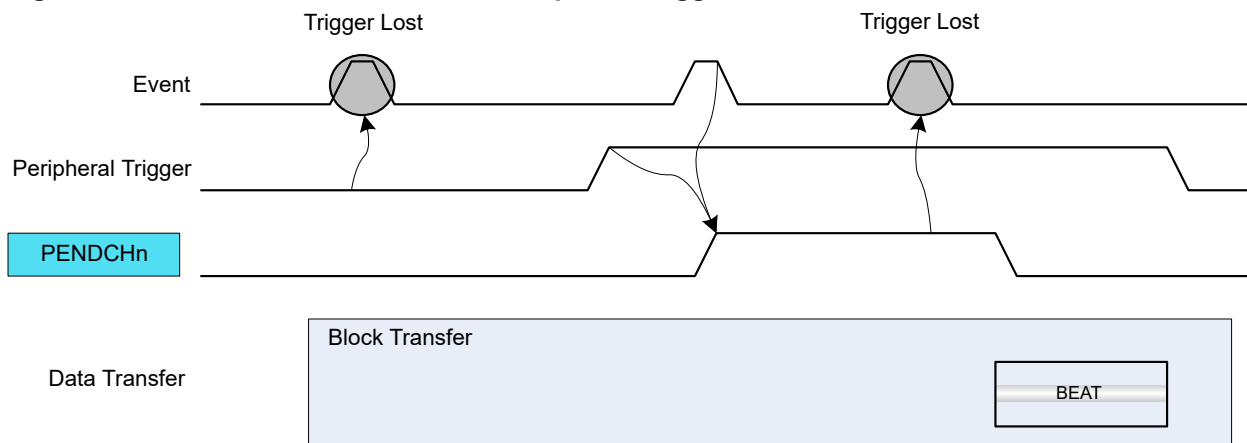 Trigger Lost
Trigger Lost
Event
Peripheral Trigger
PENDCHn
Block Transfer
Data Transfer
BEAT